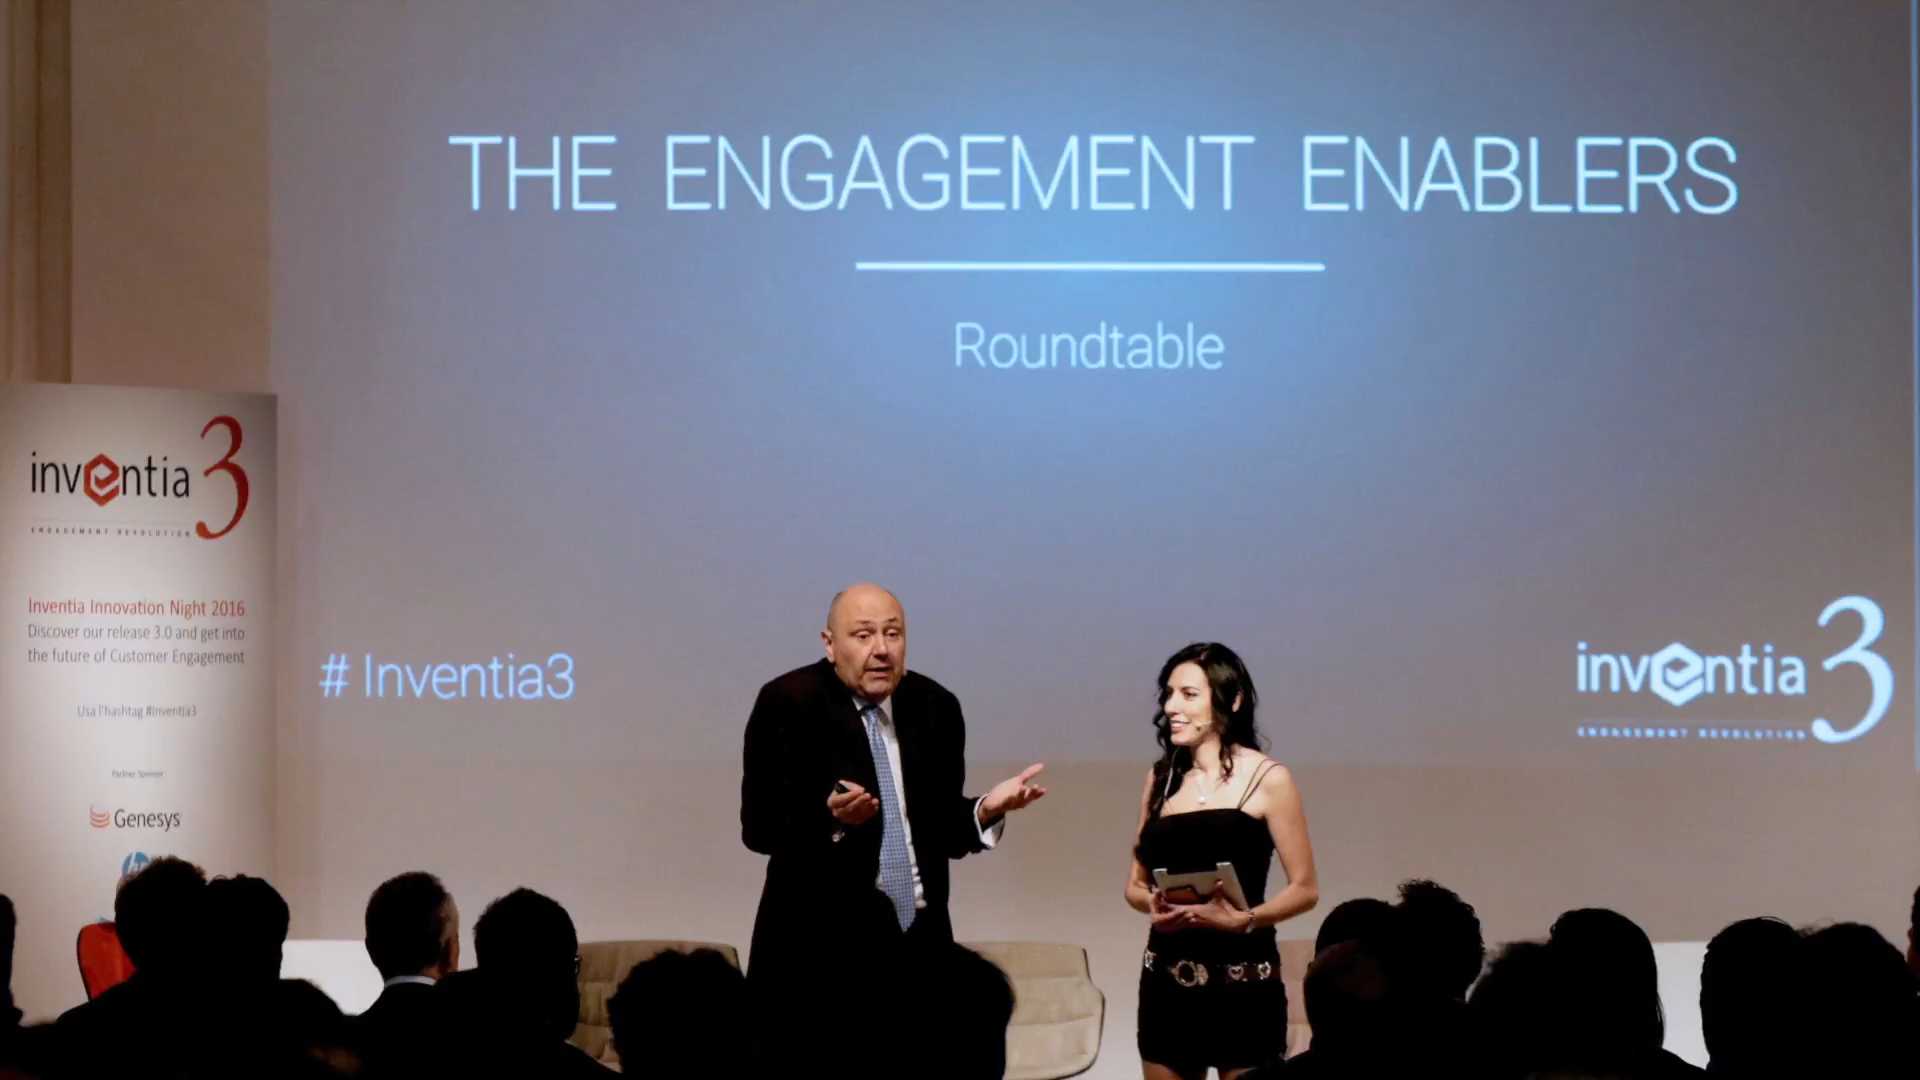 THE ENGAGEMENT ENABLERS
Roundtable
# Inventia3
inventia 3
ENGAGEMENT REVOLUTION
inventia 3
ENGAGEMENT REVOLUTION
Inventia Innovation Night 2016
Discover our release 3.0 and get into
the future of Customer Engagement
Usa l'hashtag #Inventia3
Partner Sponsor
Genesys
hp